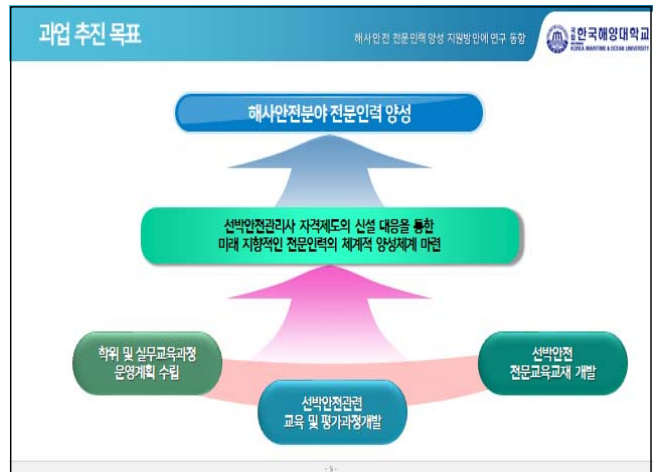 과업 추진 목표
해사안전 전문인력 양성 지원방안에 연구 동향
국립 한국해양대학교
KOREA MARITIME & OCEAN UNIVERSITY
해사안전분야 전문인력 양성
선박안전관리사 자격제도의 신설 대응을 통한
미래 지향적인 전문인력의 체계적 양성체계 마련
학위 및 실무교육과정
운영계획 수립
선박안전관련
교육 및 평가과정개발
선박안전
전문교육교재 개발
- 5 -